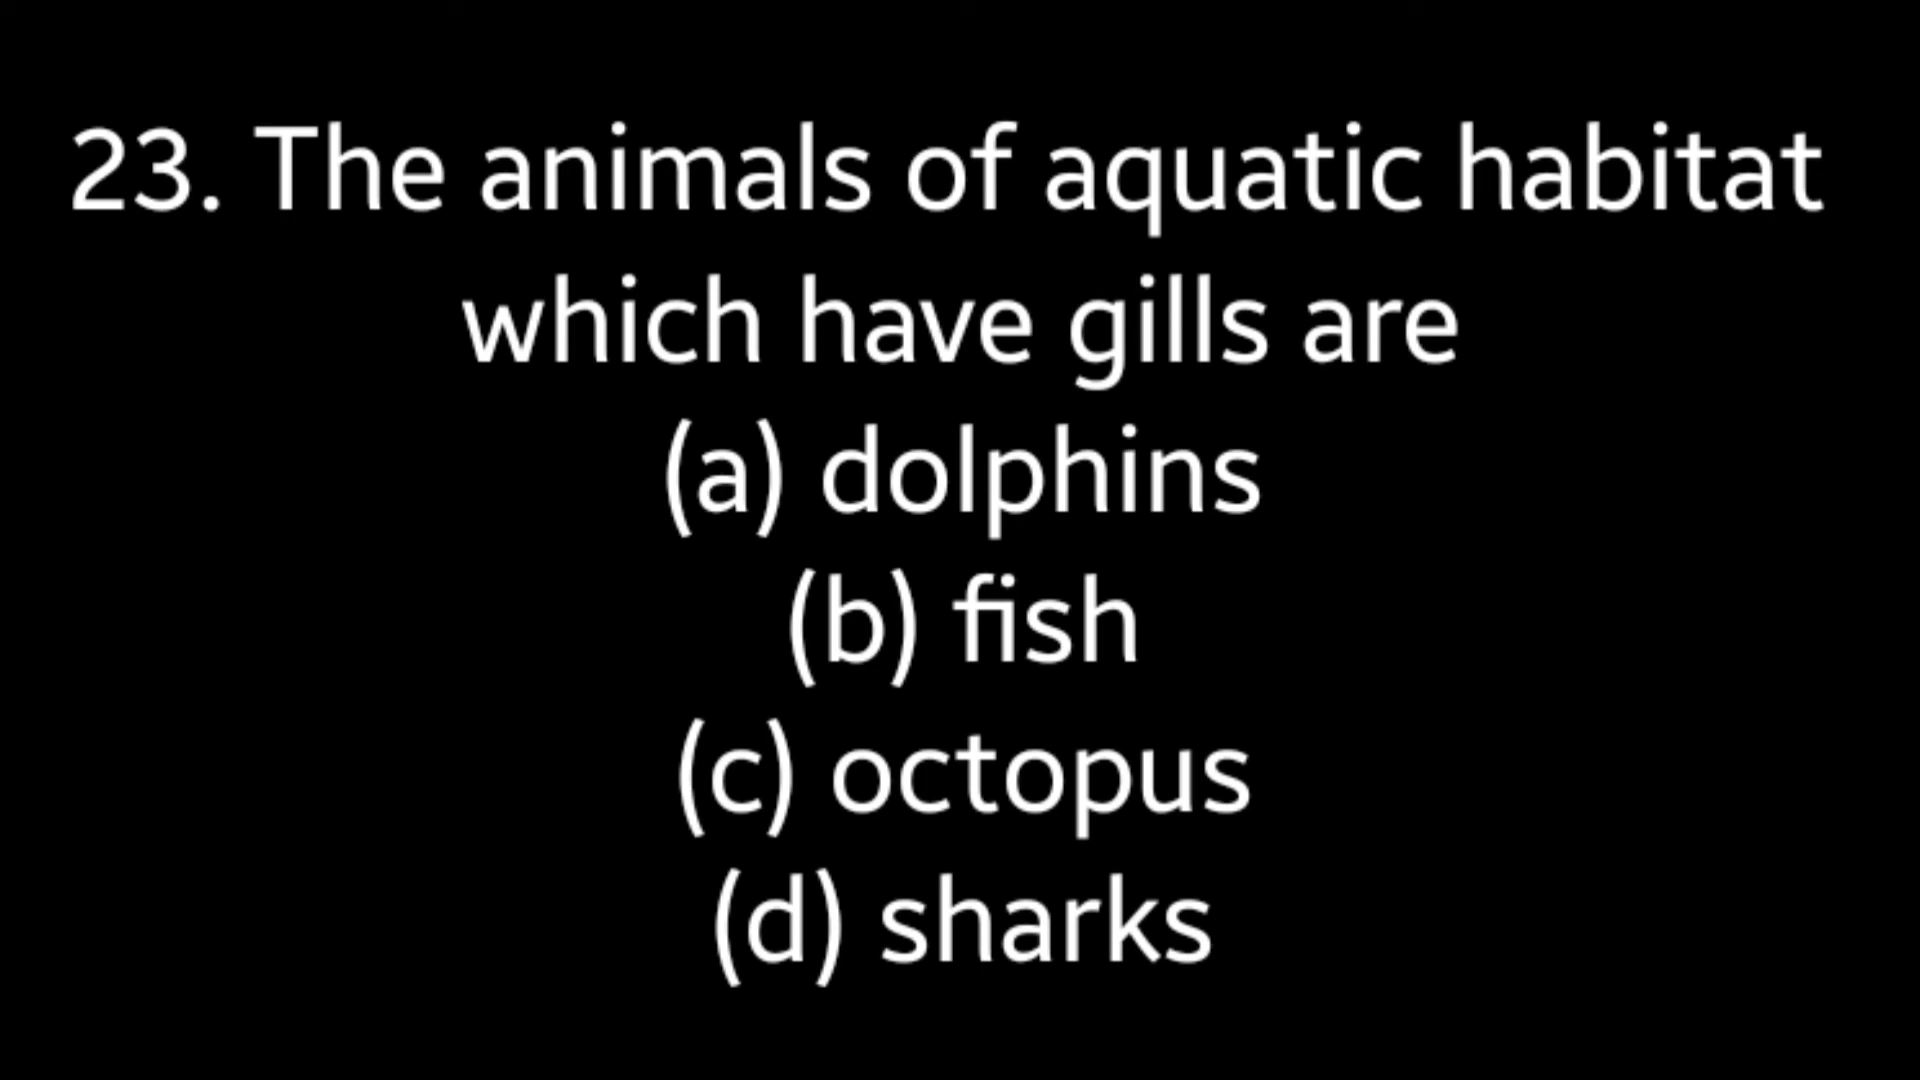 23. The animals of aquatic habitat
which have gills are
(a) dolphins
(b) fish
(c) octopus
(d) sharks